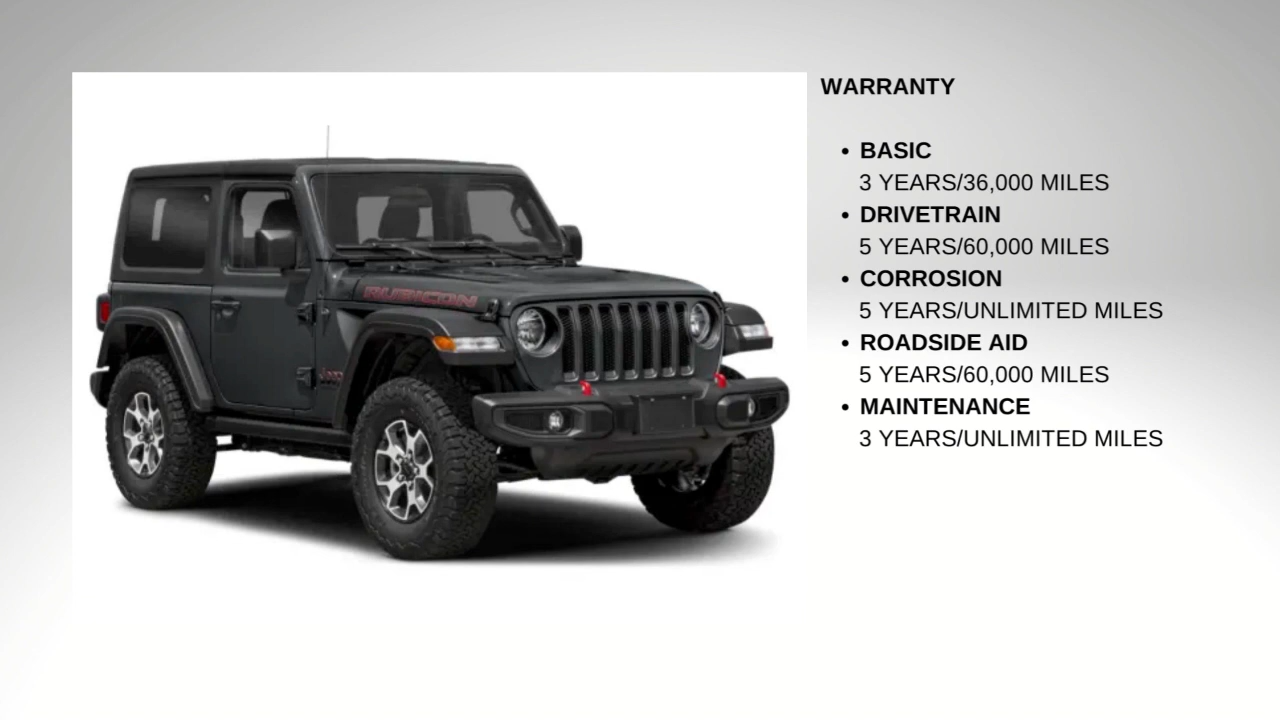 WARRANTY
• BASIC
3 YEARS/36,000 MILES
• DRIVETRAIN
5 YEARS/60,000 MILES
• CORROSION
5 YEARS/UNLIMITED MILES
• ROADSIDE AID
5 YEARS/60,000 MILES
• MAINTENANCE
3 YEARS/UNLIMITED MILES
RUBICON
Jeep